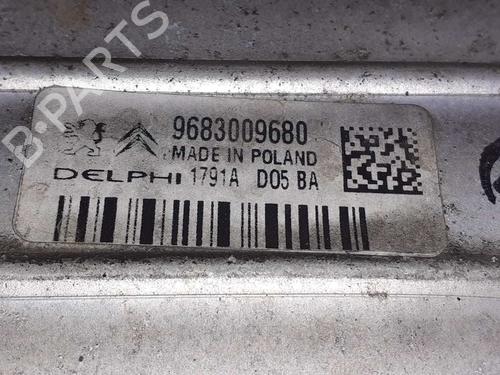 B-PARTS
9683009680
MADE IN POLAND
DELPHI 1791A D05 BA